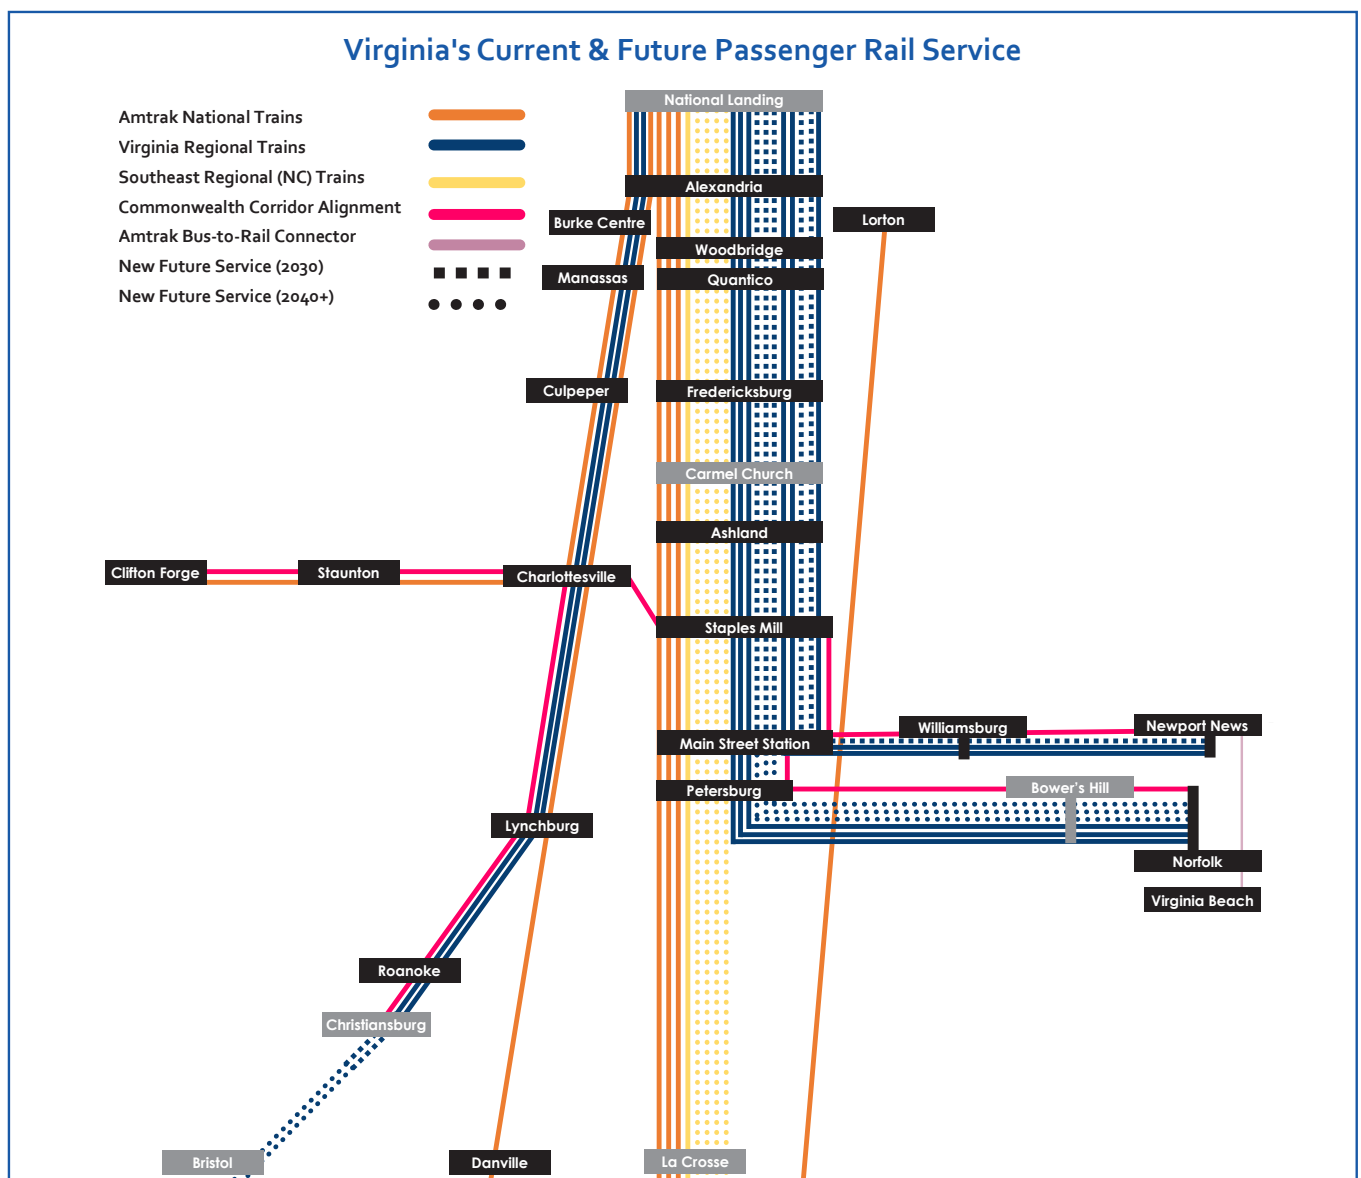 Virginia's Current & Future Passenger Rail Service
National Landing
Amtrak National Trains
Virginia Regional Trains
Southeast Regional (NC) Trains
Commonwealth Corridor Alignment
Amtrak Bus-to-Rail Connector
New Future Service (2030)
New Future Service (2040+)
Alexandria
Burke Centre
Lorton
Woodbridge
Manassas
Quantico
Culpeper
Fredericksburg
Carmel Church
Ashland
Clifton Forge
Staunton
Charlottesville
Staples Mill
Williamsburg
Newport News
Main Street Station
Petersburg
Bower's Hill
Lynchburg
Norfolk
Virginia Beach
Roanoke
Christiansburg
Bristol
Danville
La Crosse